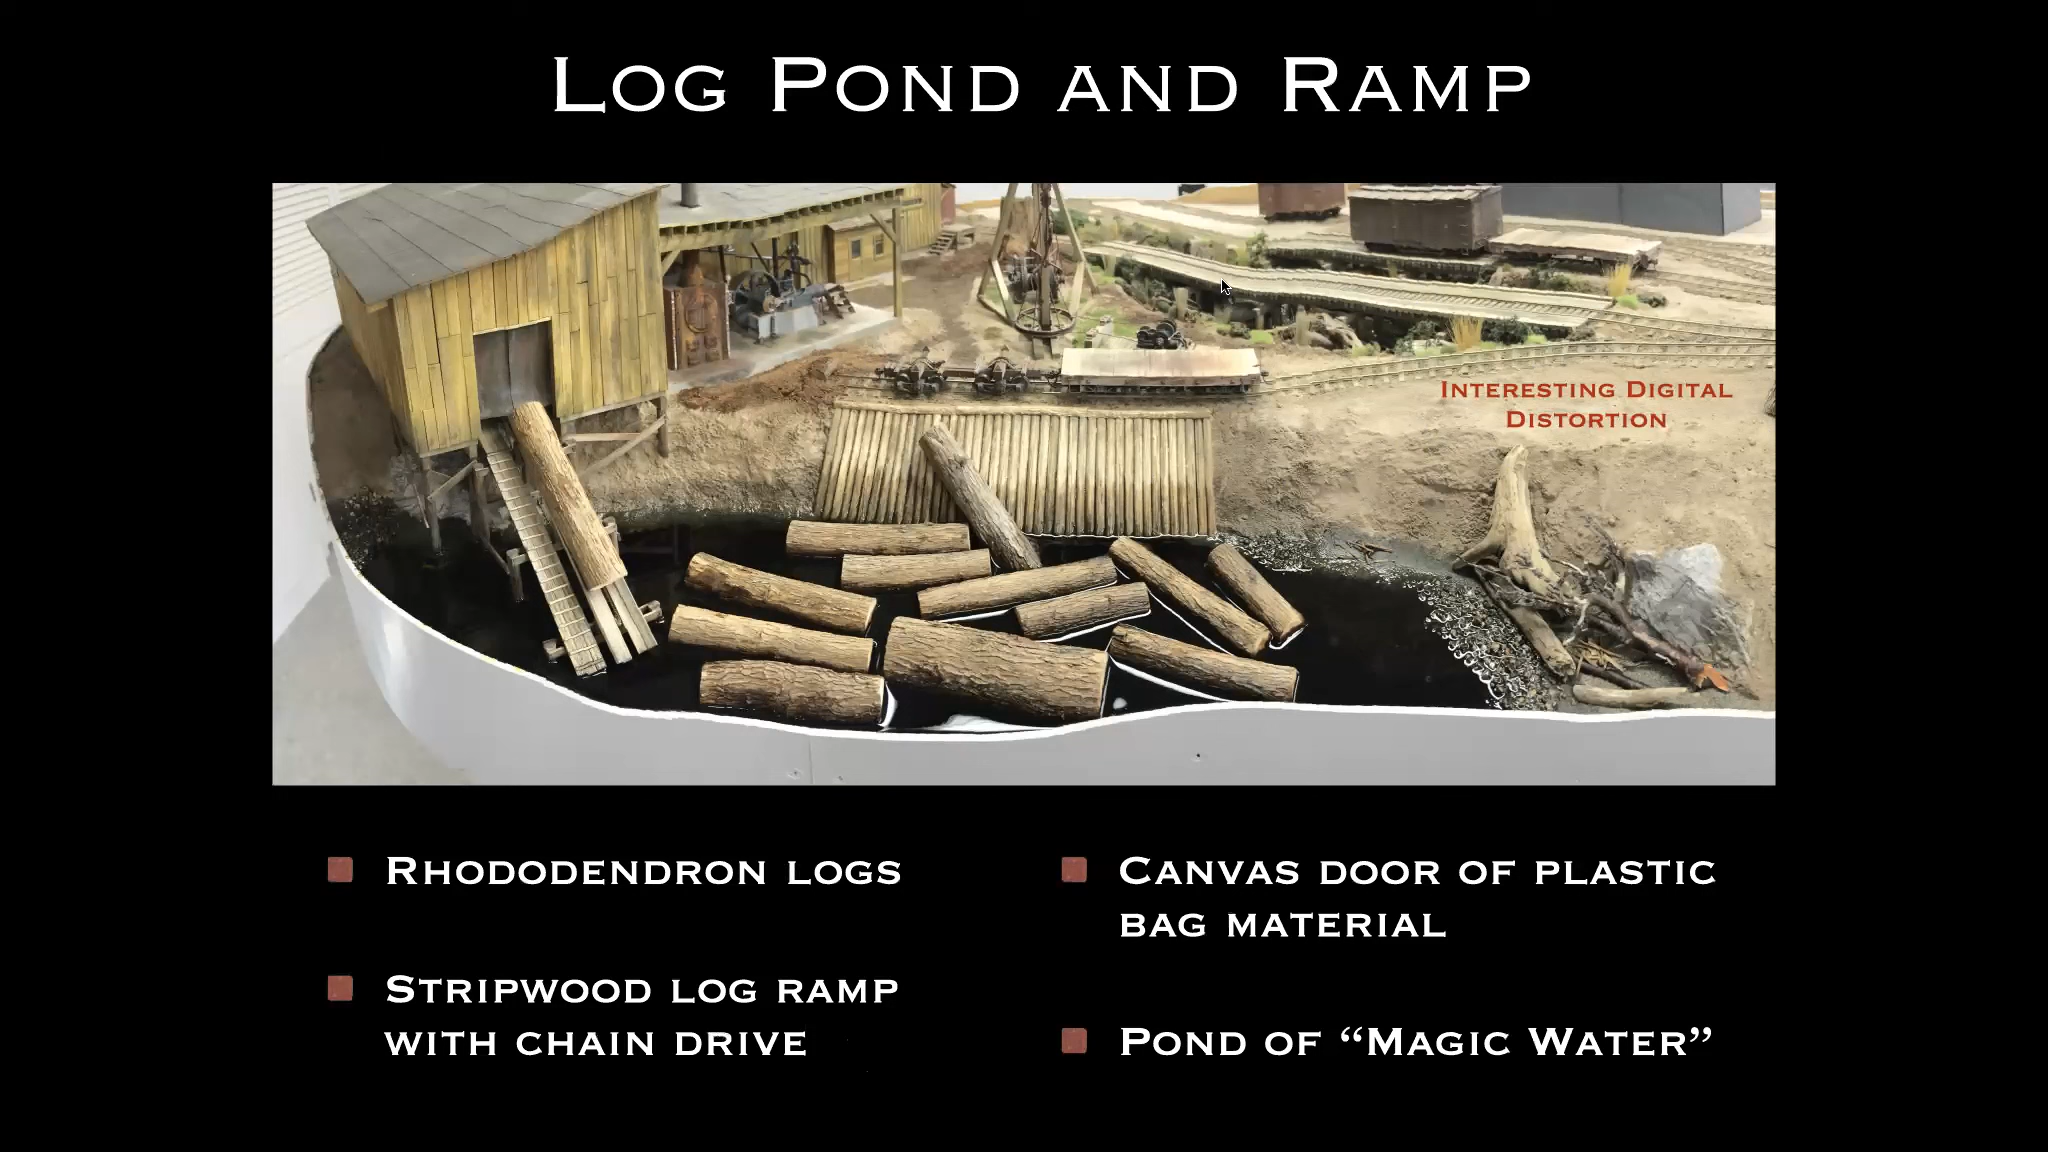 Log Pond and Ramp
Interesting Digital
Distortion
Rhododendron logs
Stripwood log ramp
with chain drive
Canvas door of plastic
bag material
Pond of “Magic Water”